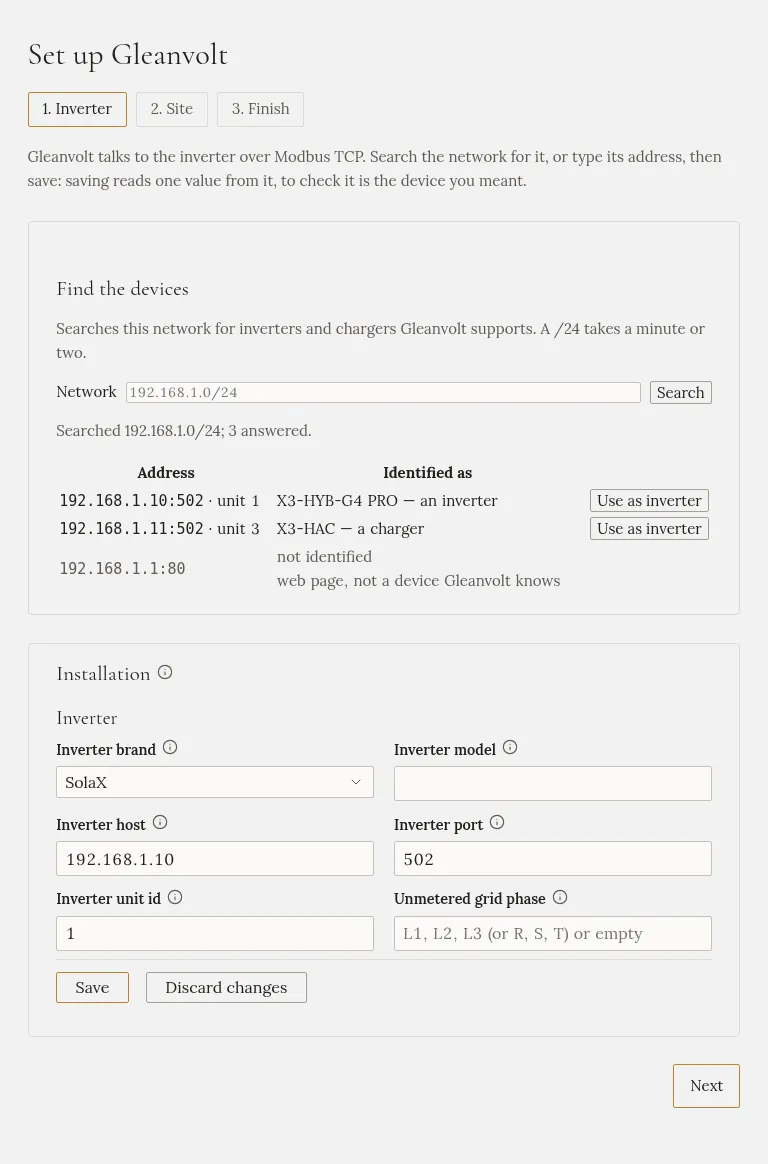 Set up Gleanvolt
1. Inverter
2. Site
3. Finish
Gleanvolt talks to the inverter over Modbus TCP. Search the network for it, or type its address, then
save: saving reads one value from it, to check it is the device you meant.
Find the devices
Searches this network for inverters and chargers Gleanvolt supports. A /24 takes a minute or
two.
Network 192.168.1.0/24 Search
Searched 192.168.1.0/24; 3 answered.
Address Identified as
192.168.1.10:502 · unit 1 X3-HYB-G4 PRO — an inverter Use as inverter
192.168.1.11:502 · unit 3 X3-HAC — a charger Use as inverter
192.168.1.1:80 not identified
web page, not a device Gleanvolt knows
Installation
Inverter
Inverter brand
SolaX
Inverter model
Inverter host
192.168.1.10
Inverter port
502
Inverter unit id
1
Unmetered grid phase
L1, L2, L3 (or R, S, T) or empty
Save
Discard changes
Next